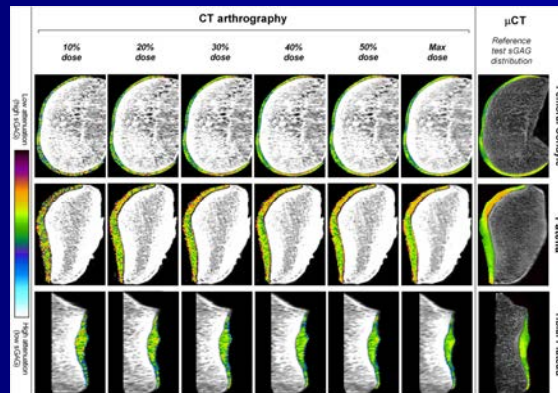 CT arthrography
μCT
10%
dose
20%
dose
30%
dose
40%
dose
50%
dose
Max
dose
Reference
test sGAG
distribution
Low attenuation
(high sGAG)
High attenuation
(low sGAG)